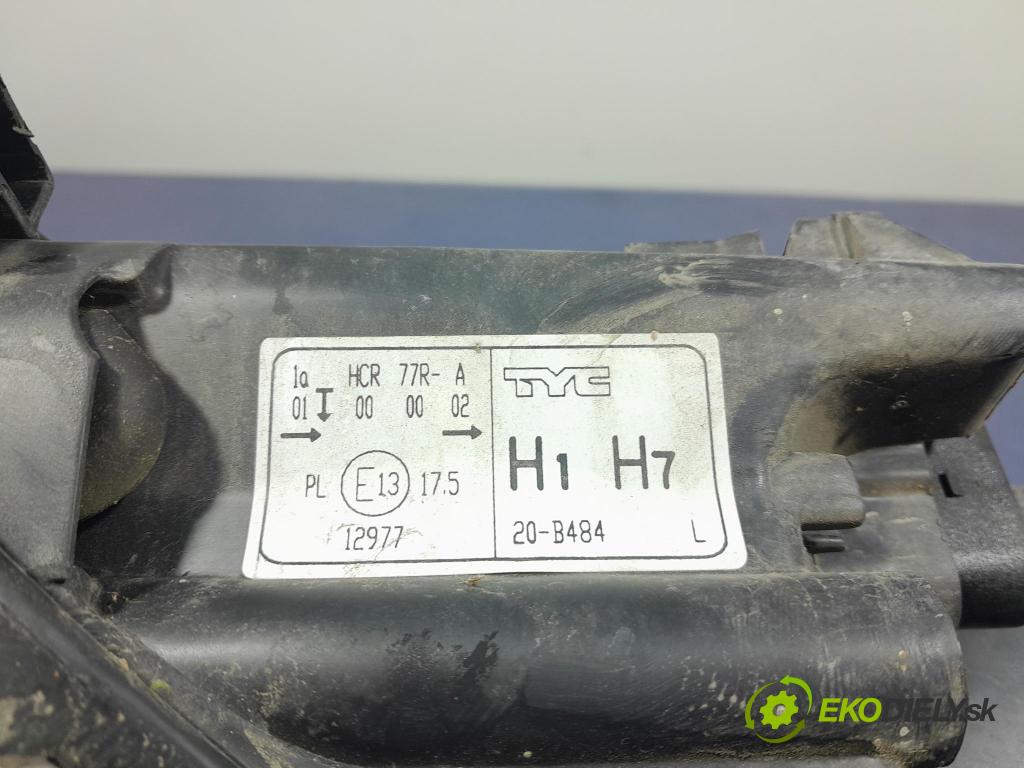 1a HCR 77R- A
01 00 00 02
PL E13 17.5
12977
TYC
H1 H7
20-B484 L
EKODIELY.sk